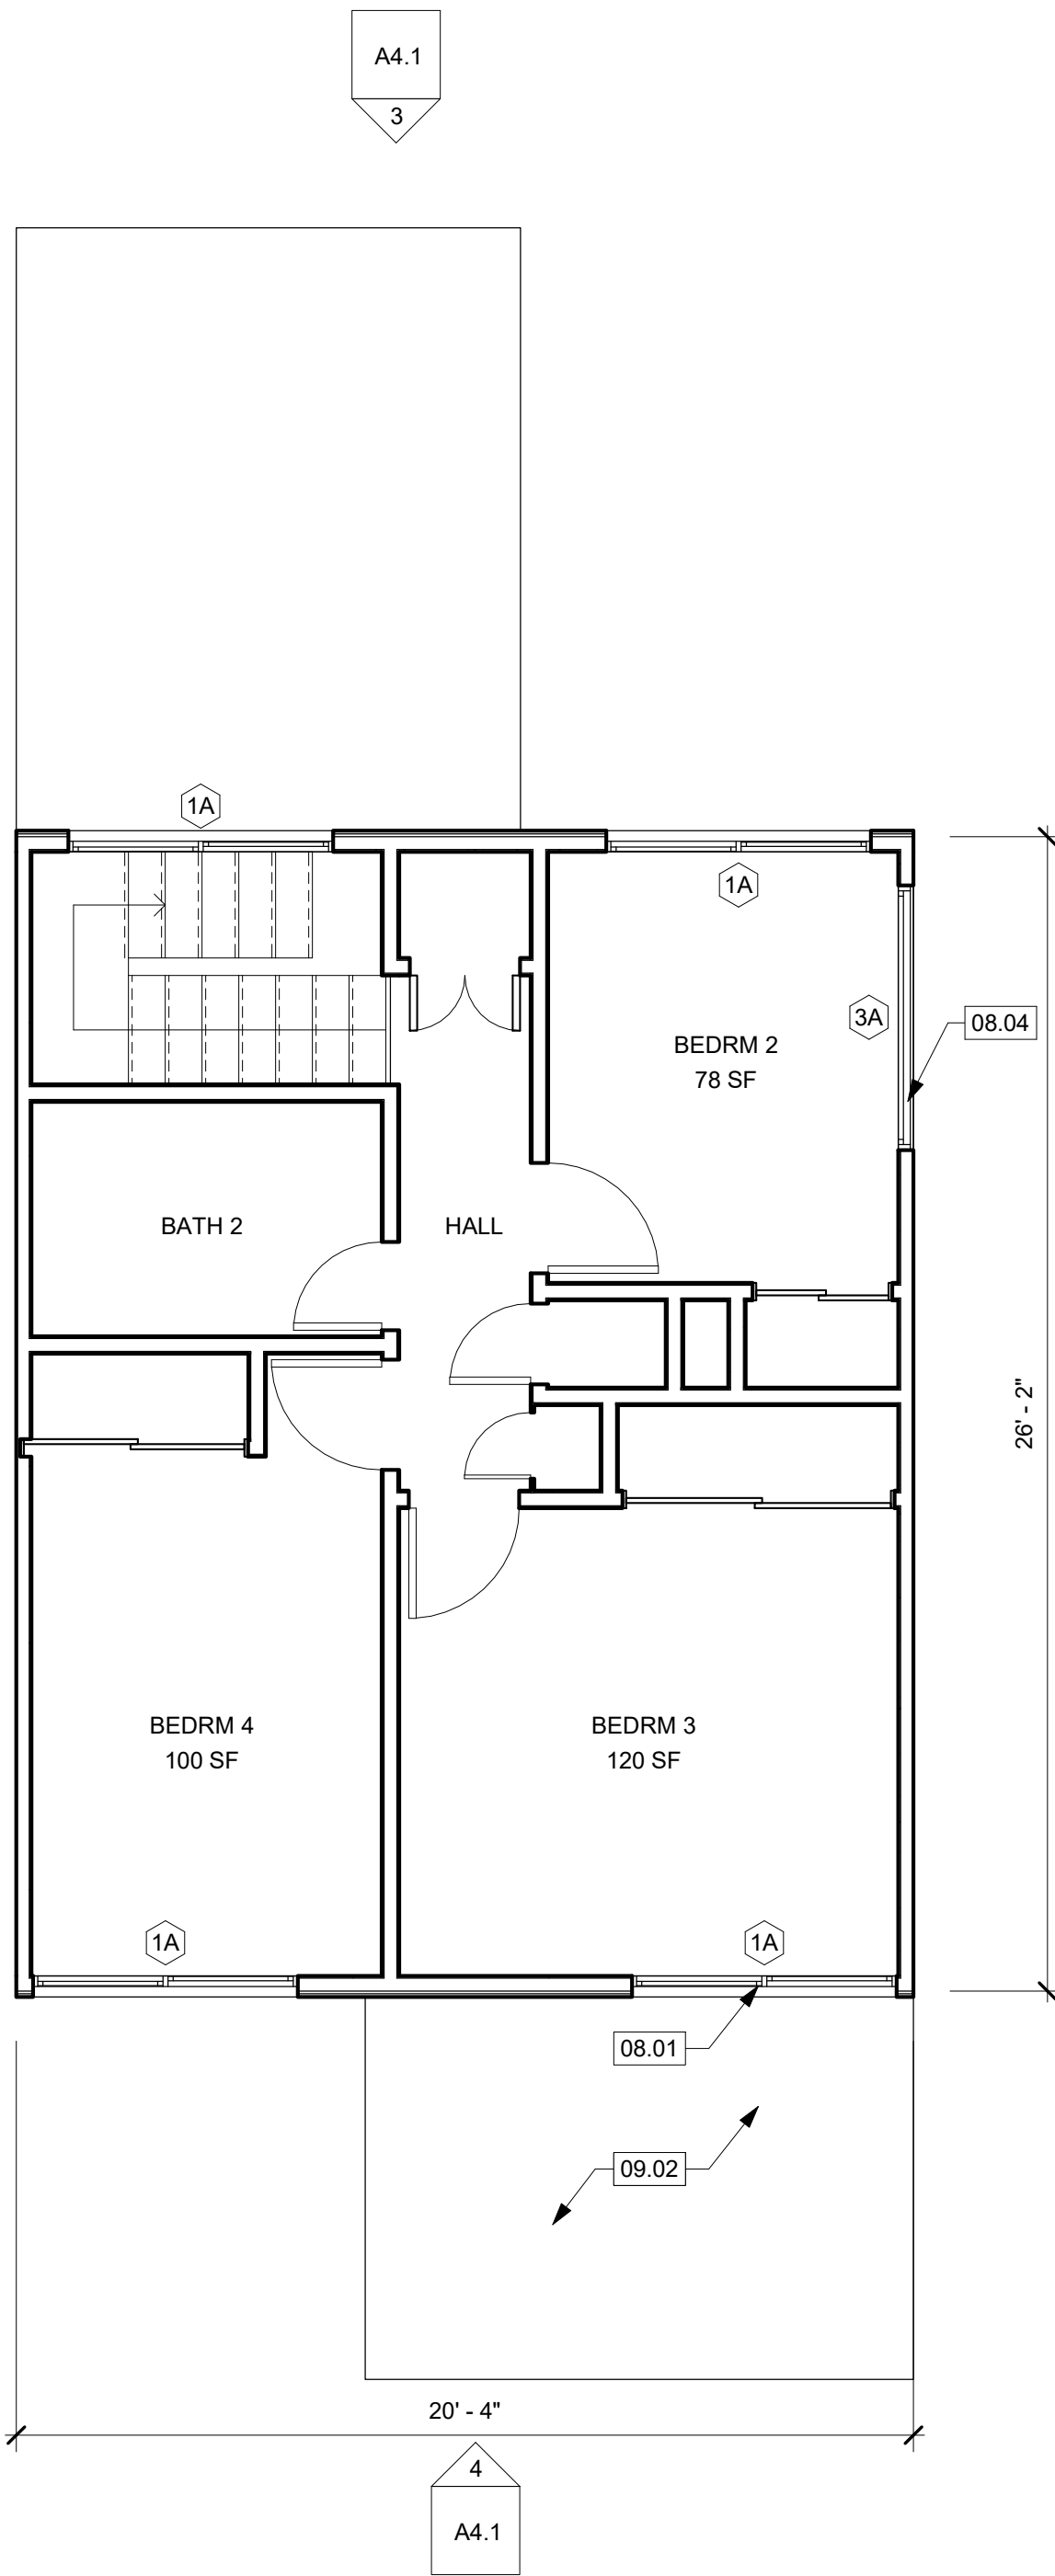 A4.1
3
1A
1A
3A
08.04
BEDRM 2
78 SF
BATH 2
HALL
26' - 2"
BEDRM 4
100 SF
BEDRM 3
120 SF
1A
1A
08.01
09.02
20' - 4"
4
A4.1